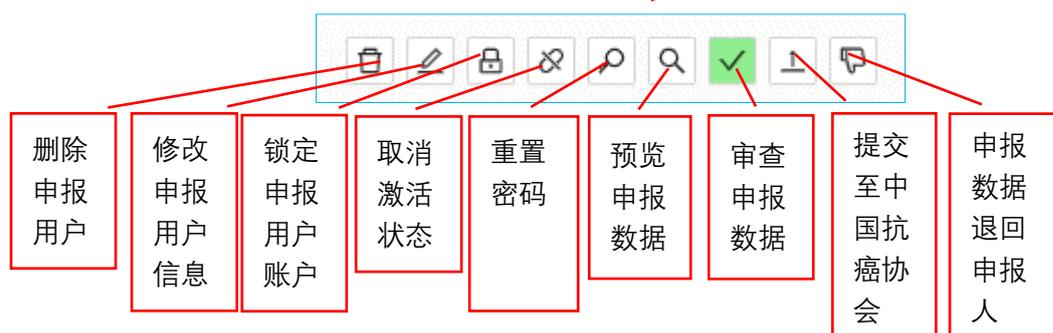 删除
申报
用户
修改
申报
用户
信息
锁定
申报
用户
账户
取消
激活
状态
重置
密码
预览
申报
数据
审查
申报
数据
提交
至中
国抗
癌协
会
申报
数据
退回
申报
人